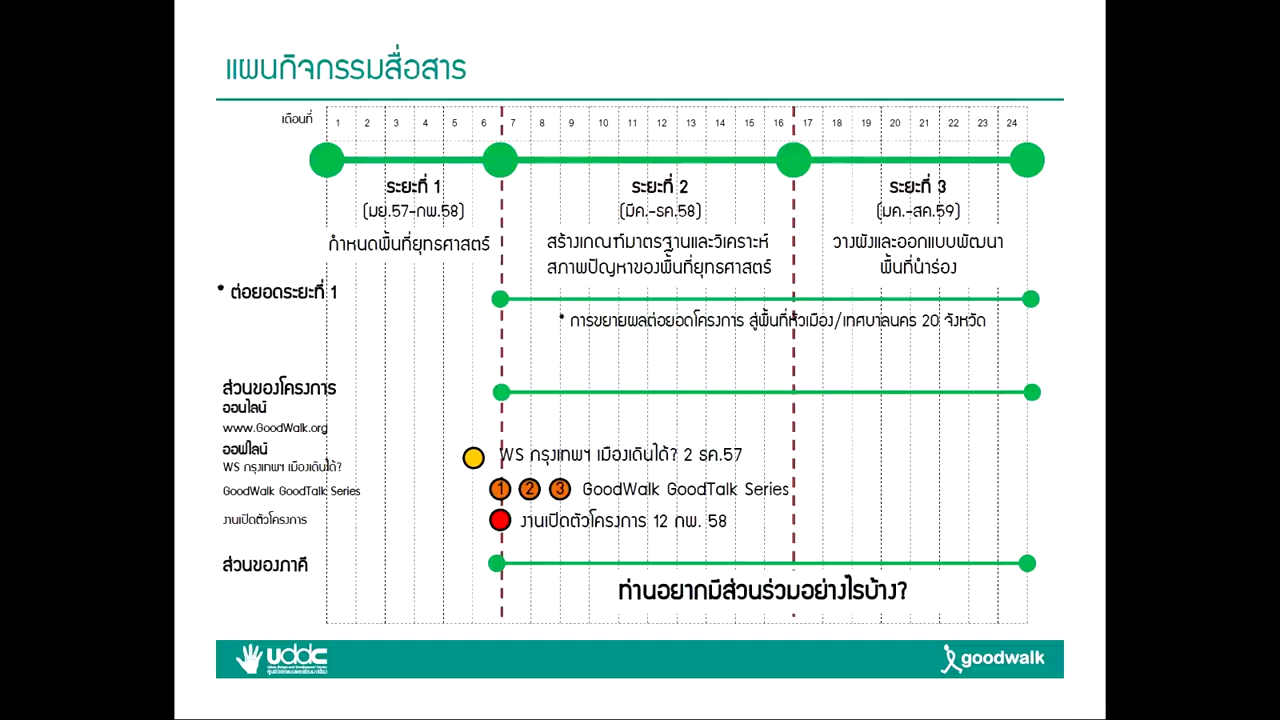 แผนกิจกรรมสื่อสาร
เดือนที่ 1 2 3 4 5 6 7 8 9 10 11 12 13 14 15 16 17 18 19 20 21 22 23 24
ระยะที่ 1
(มย.57-กพ.58)
กำหนดพื้นที่ยุทธศาสตร์
ระยะที่ 2
(มีค.-ธค.58)
สร้างเกณฑ์มาตรฐานและวิเคราะห์
สภาพปัญหาของพื้นที่ยุทธศาสตร์
ระยะที่ 3
(มค.-สค.59)
วางผังและออกแบบพัฒนา
พื้นที่นำร่อง
* ต่อยอดระยะที่ 1
* การขยายผลต่อยอดโครงการ สู่พื้นที่หัวเมือง/เทศบาลนคร 20 จังหวัด
ส่วนของโครงการ
ออนไลน์
www.GoodWalk.org
ออฟไลน์
WS กรุงเทพฯ เมืองเดินได้?
WS กรุงเทพฯ เมืองเดินได้? 2 ธค.57
GoodWalk GoodTalk Series
1 2 3 GoodWalk GoodTalk Series
งานเปิดตัวโครงการ
งานเปิดตัวโครงการ 12 กพ. 58
ส่วนของภาคี
ท่านอยากมีส่วนร่วมอย่างไรบ้าง?
uddc
goodwalk